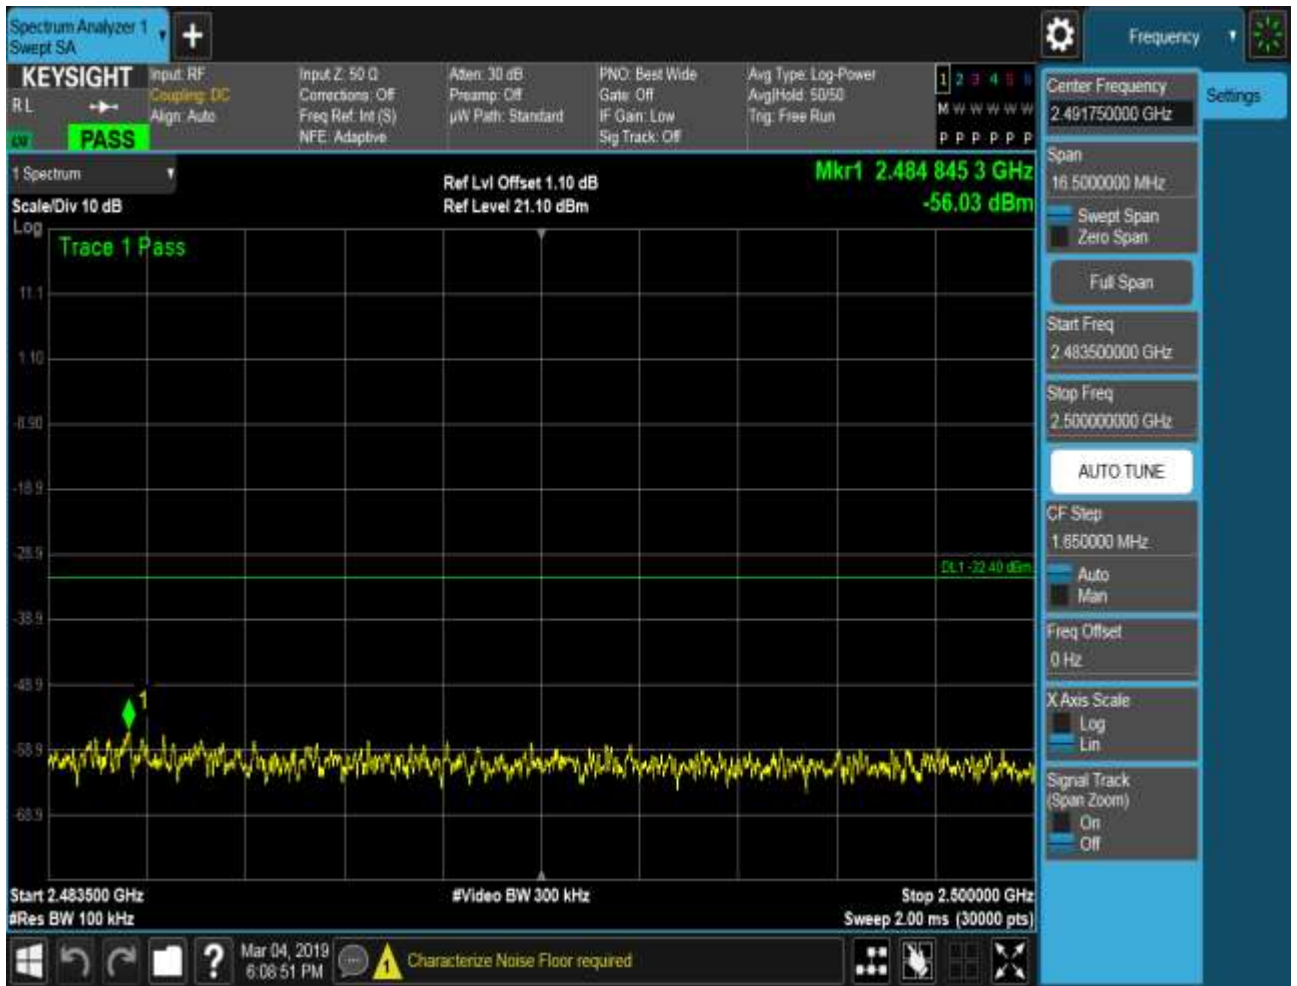 Spectrum Analyzer 1
Swept SA
+
Frequency
KEYSIGHT
R L
PASS
Input: RF
Coupling: DC
Align: Auto
Input Z: 50 Ω
Corrections: Off
Freq Ref: Int (S)
NFE: Adaptive
Atten: 30 dB
Preamp: Off
µW Path: Standard
PNO: Best Wide
Gate: Off
IF Gain: Low
Sig Track: Off
Avg Type: Log-Power
Avg|Hold: 50/50
Trig: Free Run
1 2 3 4 5 6
M W W W W W
P P P P P P
1 Spectrum
Scale/Div 10 dB
Log
Ref Lvl Offset 1.10 dB
Ref Level 21.10 dBm
Mkr1 2.484 845 3 GHz
-56.03 dBm
Trace 1 Pass
11.1
1.10
-8.90
-18.9
-28.9
DL1 -32.40 dBm
-38.9
-48.9
1
-58.9
-68.9
Start 2.483500 GHz
#Res BW 100 kHz
#Video BW 300 kHz
Stop 2.500000 GHz
Sweep 2.00 ms (30000 pts)
Center Frequency
2.491750000 GHz
Settings
Span
16.5000000 MHz
Swept Span
Zero Span
Full Span
Start Freq
2.483500000 GHz
Stop Freq
2.500000000 GHz
AUTO TUNE
CF Step
1.650000 MHz
Auto
Man
Freq Offset
0 Hz
X Axis Scale
Log
Lin
Signal Track
(Span Zoom)
On
Off
?
Mar 04, 2019
6:08:51 PM
1
Characterize Noise Floor required